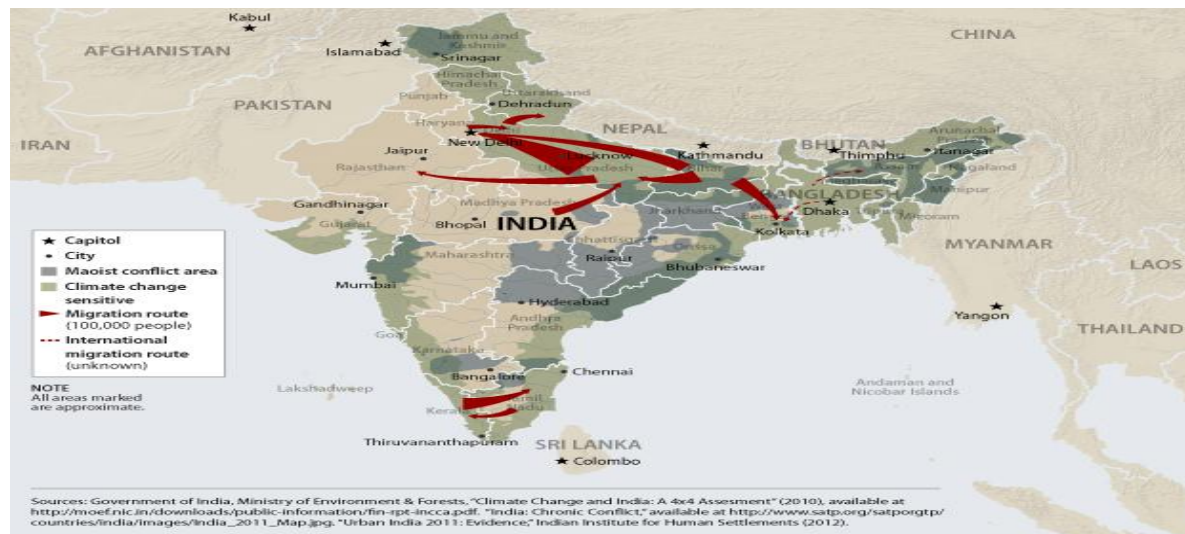 Kabul
AFGHANISTAN
Islamabad
Jammu and
Kashmir
Srinagar
CHINA
Himachal
Pradesh
Punjab
Uttarakhand
Dehradun
PAKISTAN
IRAN
Haryana
Delhi
New Delhi
NEPAL
Kathmandu
BHUTAN
Thimphu
Arunachal
Pradesh
Itanagar
Nagaland
Manipur
Jaipur
Rajasthan
Lucknow
Uttar Pradesh
Bihar
BANGLADESH
Dhaka
Mizoram
Gandhinagar
Gujarat
Madhya Pradesh
Bhopal
INDIA
Jharkhand
Kolkata
MYANMAR
LAOS
Chhattisgarh
Raipur
Orissa
Bhubaneswar
Maharashtra
Mumbai
Hyderabad
Andhra
Pradesh
Yangon
THAILAND
Goa
Karnataka
Bangalore
Chennai
Lakshadweep
Kerala
Tamil
Nadu
Andaman and
Nicobar Islands
Thiruvananthapuram
SRI LANKA
Colombo
Capitol
City
Maoist conflict area
Climate change
sensitive
Migration route
(100,000 people)
International
migration route
(unknown)
NOTE
All areas marked
are approximate.
Sources: Government of India, Ministry of Environment & Forests, "Climate Change and India: A 4x4 Assesment" (2010), available at
http://moef.nic.in/downloads/public-information/fin-rpt-incca.pdf. "India: Chronic Conflict," available at http://www.satp.org/satporgtp/
countries/india/images/India_2011_Map.jpg. "Urban India 2011: Evidence," Indian Institute for Human Settlements (2012).